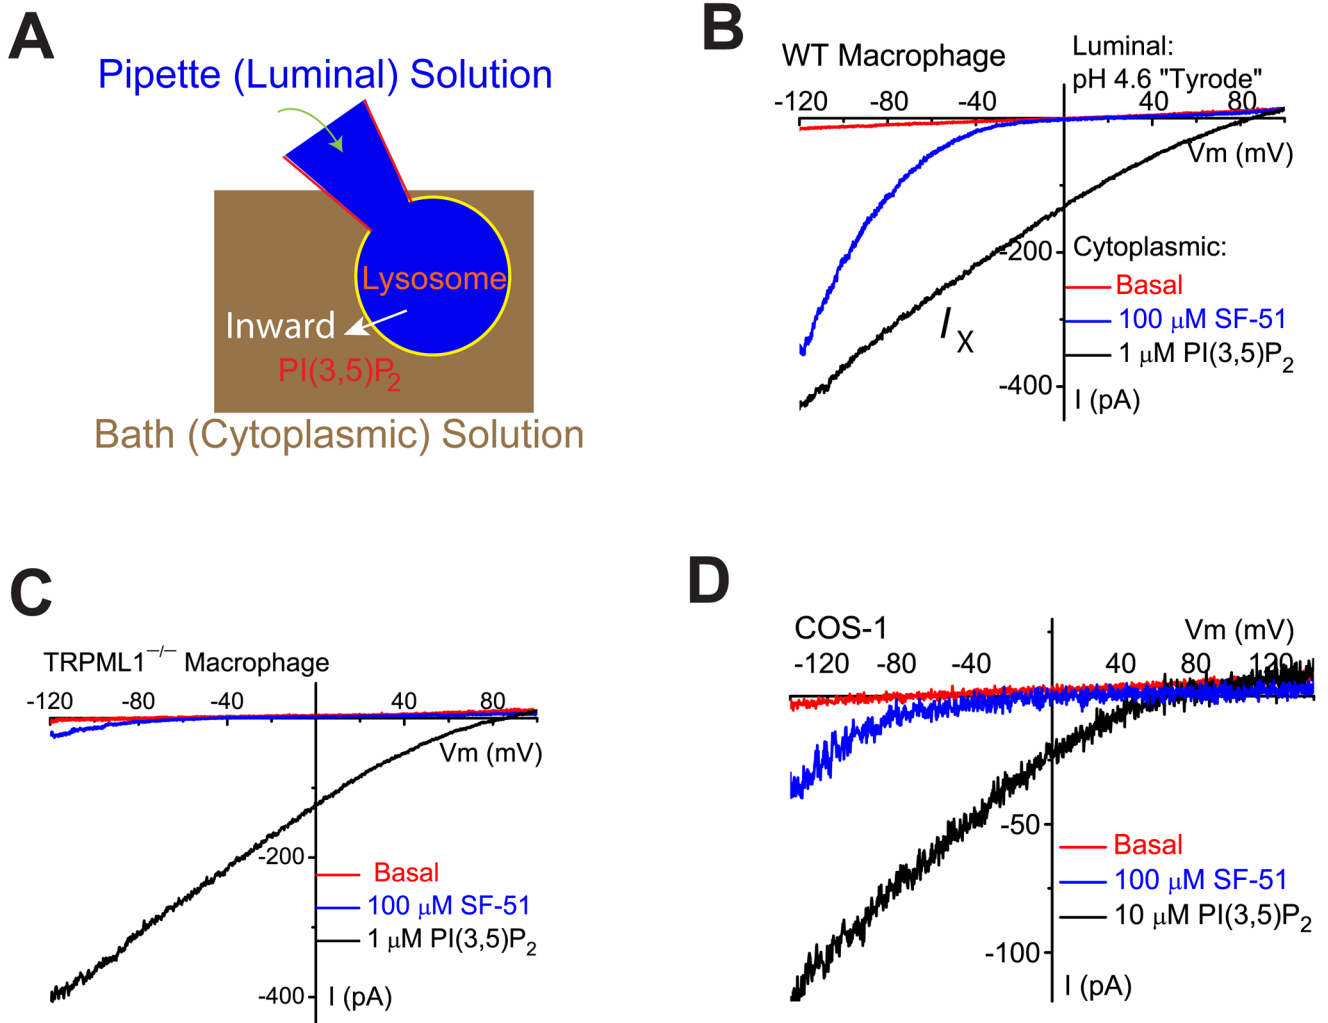 A
Pipette (Luminal) Solution
Lysosome
Inward
PI(3,5)P2
Bath (Cytoplasmic) Solution
B
WT Macrophage
Luminal:
pH 4.6 "Tyrode"
-120 -80 -40 40 80
Vm (mV)
-200
Cytoplasmic:
Basal
100 μM SF-51
1 μM PI(3,5)P2
IX
-400
I (pA)
C
TRPML1−/− Macrophage
-120 -80 -40 40 80
Vm (mV)
-200
Basal
100 μM SF-51
1 μM PI(3,5)P2
-400
I (pA)
D
COS-1
Vm (mV)
-120 -80 -40 40 80 120
-50
Basal
100 μM SF-51
10 μM PI(3,5)P2
-100
I (pA)